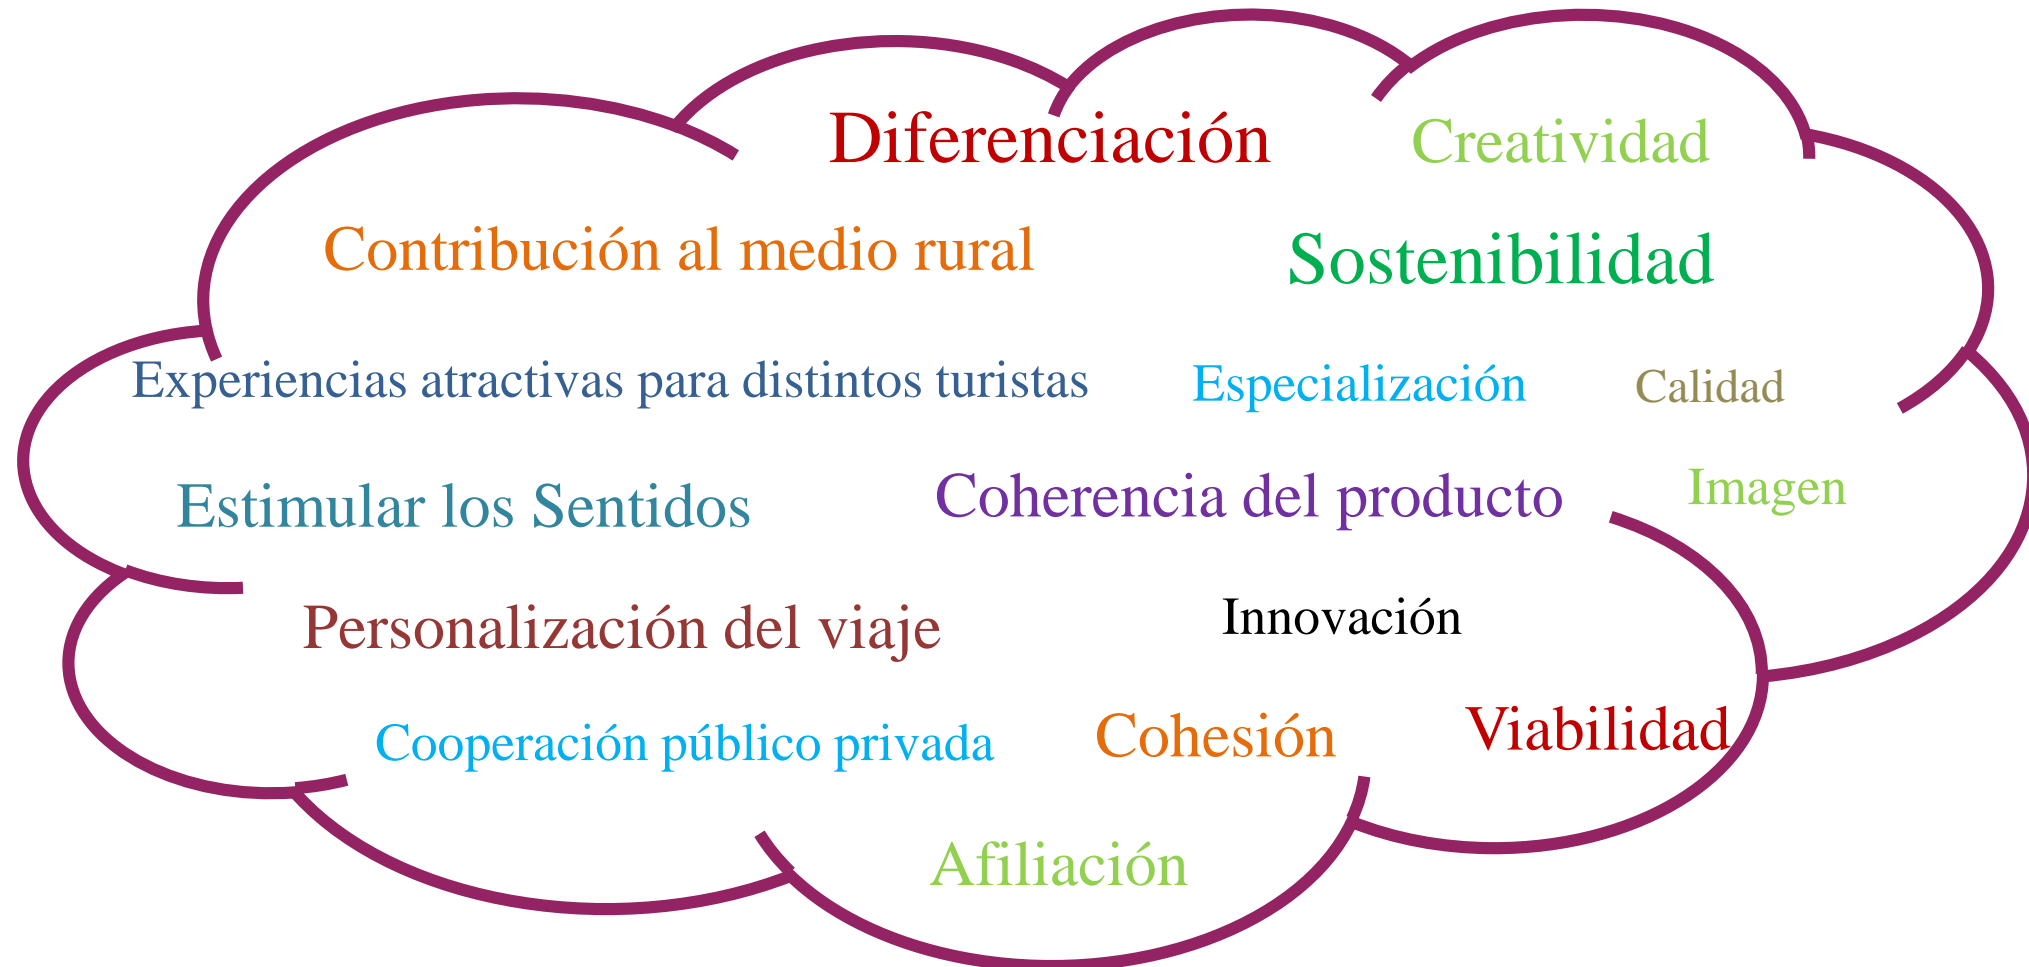 Diferenciación
Creatividad
Contribución al medio rural
Sostenibilidad
Experiencias atractivas para distintos turistas
Especialización
Calidad
Estimular los Sentidos
Coherencia del producto
Imagen
Personalización del viaje
Innovación
Cooperación público privada
Cohesión
Viabilidad
Afiliación